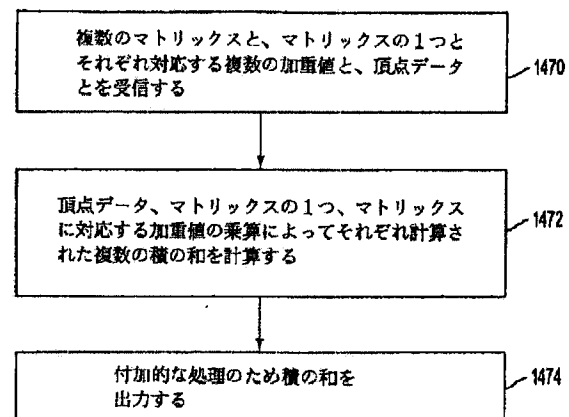 複数のマトリックスと、マトリックスの1つと
それぞれ対応する複数の加重値と、頂点データ
とを受信する
1470
頂点データ、マトリックスの1つ、マトリックス
に対応する加重値の乗算によってそれぞれ計算さ
れた複数の積の和を計算する
1472
付加的な処理のため積の和を
出力する
1474